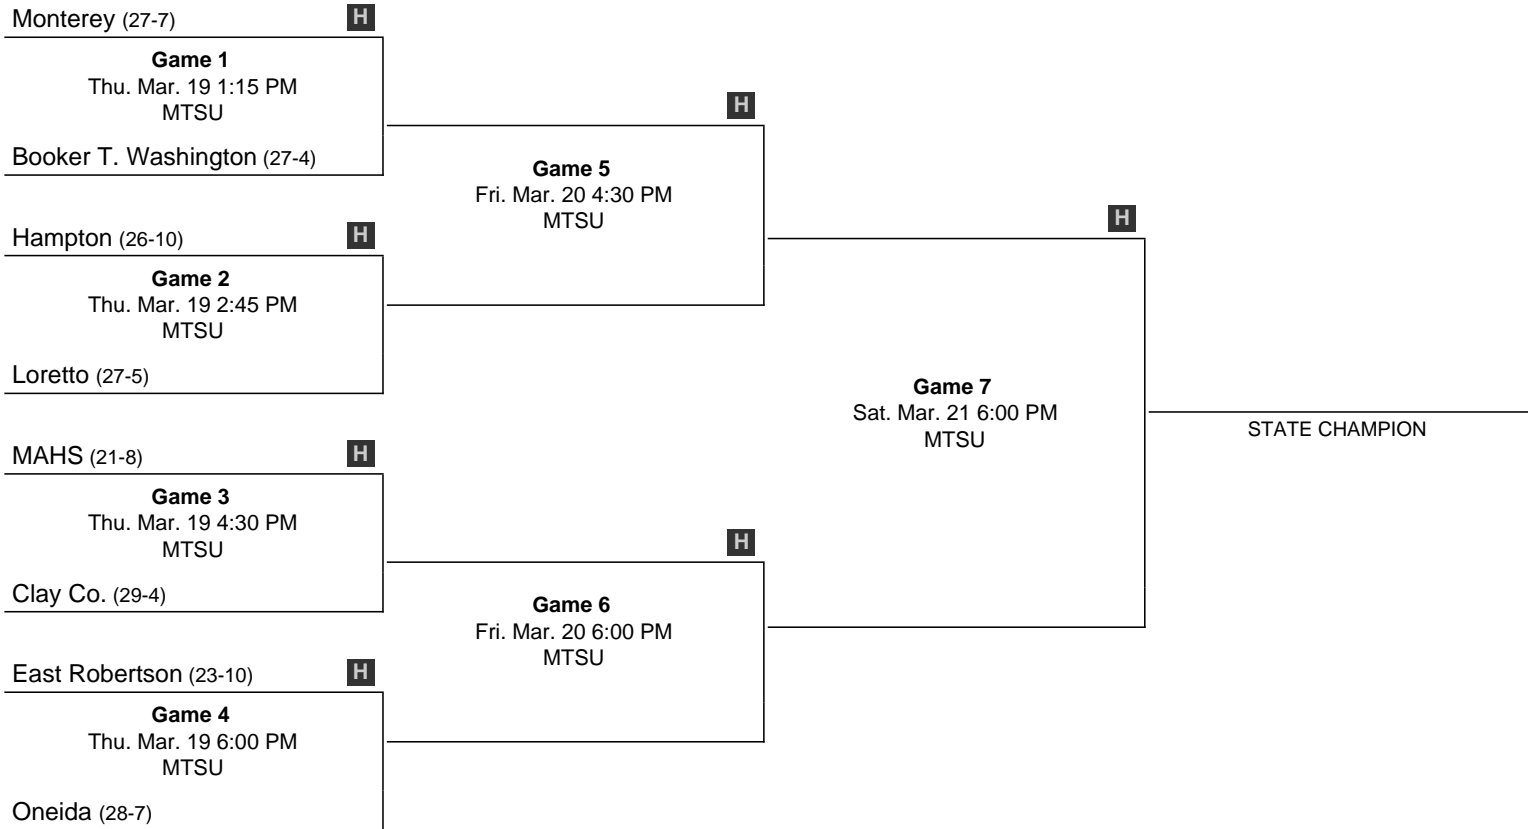 Monterey (27-7) H
Game 1
Thu. Mar. 19 1:15 PM
MTSU
Booker T. Washington (27-4)
Hampton (26-10) H
Game 2
Thu. Mar. 19 2:45 PM
MTSU
Loretto (27-5)
MAHS (21-8) H
Game 3
Thu. Mar. 19 4:30 PM
MTSU
Clay Co. (29-4)
East Robertson (23-10) H
Game 4
Thu. Mar. 19 6:00 PM
MTSU
Oneida (28-7)
H
Game 5
Fri. Mar. 20 4:30 PM
MTSU
H
Game 6
Fri. Mar. 20 6:00 PM
MTSU
H
Game 7
Sat. Mar. 21 6:00 PM
MTSU
STATE CHAMPION